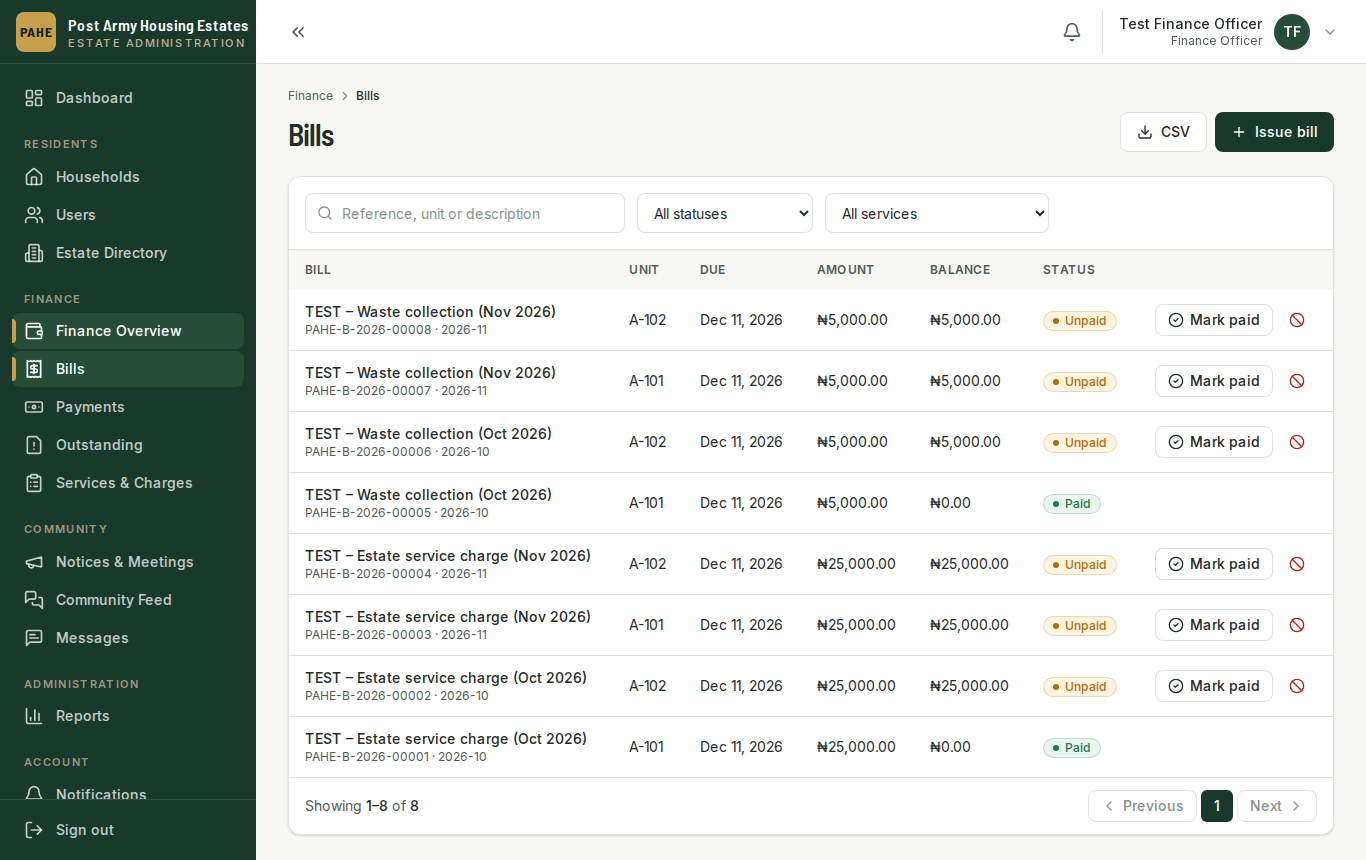 PAHE
Post Army Housing Estates
ESTATE ADMINISTRATION
Dashboard
RESIDENTS
Households
Users
Estate Directory
FINANCE
Finance Overview
Bills
Payments
Outstanding
Services & Charges
COMMUNITY
Notices & Meetings
Community Feed
Messages
ADMINISTRATION
Reports
ACCOUNT
Notifications
Sign out
Test Finance Officer
Finance Officer
TF
Finance > Bills
Bills
CSV
Issue bill
Reference, unit or description
All statuses
All services
BILL UNIT DUE AMOUNT BALANCE STATUS
TEST – Waste collection (Nov 2026)
PAHE-B-2026-00008 · 2026-11
A-102 Dec 11, 2026 ₦5,000.00 ₦5,000.00 Unpaid Mark paid
TEST – Waste collection (Nov 2026)
PAHE-B-2026-00007 · 2026-11
A-101 Dec 11, 2026 ₦5,000.00 ₦5,000.00 Unpaid Mark paid
TEST – Waste collection (Oct 2026)
PAHE-B-2026-00006 · 2026-10
A-102 Dec 11, 2026 ₦5,000.00 ₦5,000.00 Unpaid Mark paid
TEST – Waste collection (Oct 2026)
PAHE-B-2026-00005 · 2026-10
A-101 Dec 11, 2026 ₦5,000.00 ₦0.00 Paid
TEST – Estate service charge (Nov 2026)
PAHE-B-2026-00004 · 2026-11
A-102 Dec 11, 2026 ₦25,000.00 ₦25,000.00 Unpaid Mark paid
TEST – Estate service charge (Nov 2026)
PAHE-B-2026-00003 · 2026-11
A-101 Dec 11, 2026 ₦25,000.00 ₦25,000.00 Unpaid Mark paid
TEST – Estate service charge (Oct 2026)
PAHE-B-2026-00002 · 2026-10
A-102 Dec 11, 2026 ₦25,000.00 ₦25,000.00 Unpaid Mark paid
TEST – Estate service charge (Oct 2026)
PAHE-B-2026-00001 · 2026-10
A-101 Dec 11, 2026 ₦25,000.00 ₦0.00 Paid
Showing 1–8 of 8
Previous 1 Next